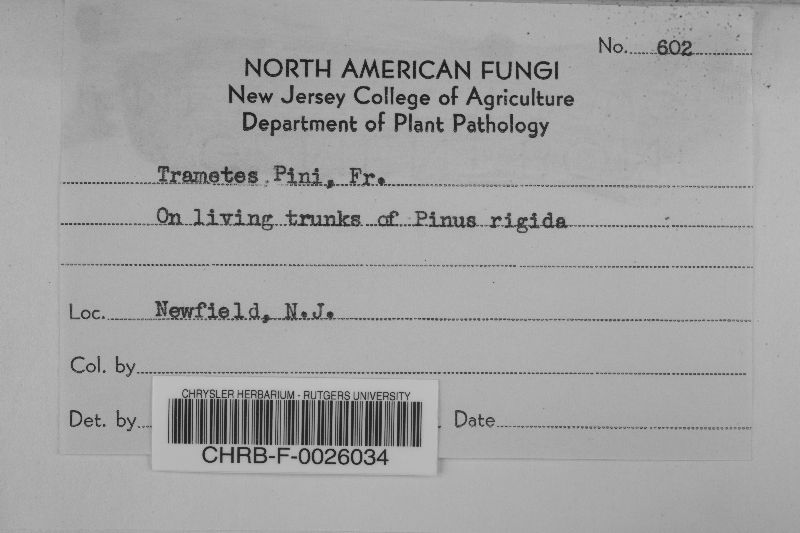 No. 602
NORTH AMERICAN FUNGI
New Jersey College of Agriculture
Department of Plant Pathology
Trametes Pini, Fr.
On living trunks of Pinus rigida
Loc. Newfield, N.J.
Col. by
Det. by
Date
CHRYSLER HERBARIUM - RUTGERS UNIVERSITY
CHRB-F-0026034